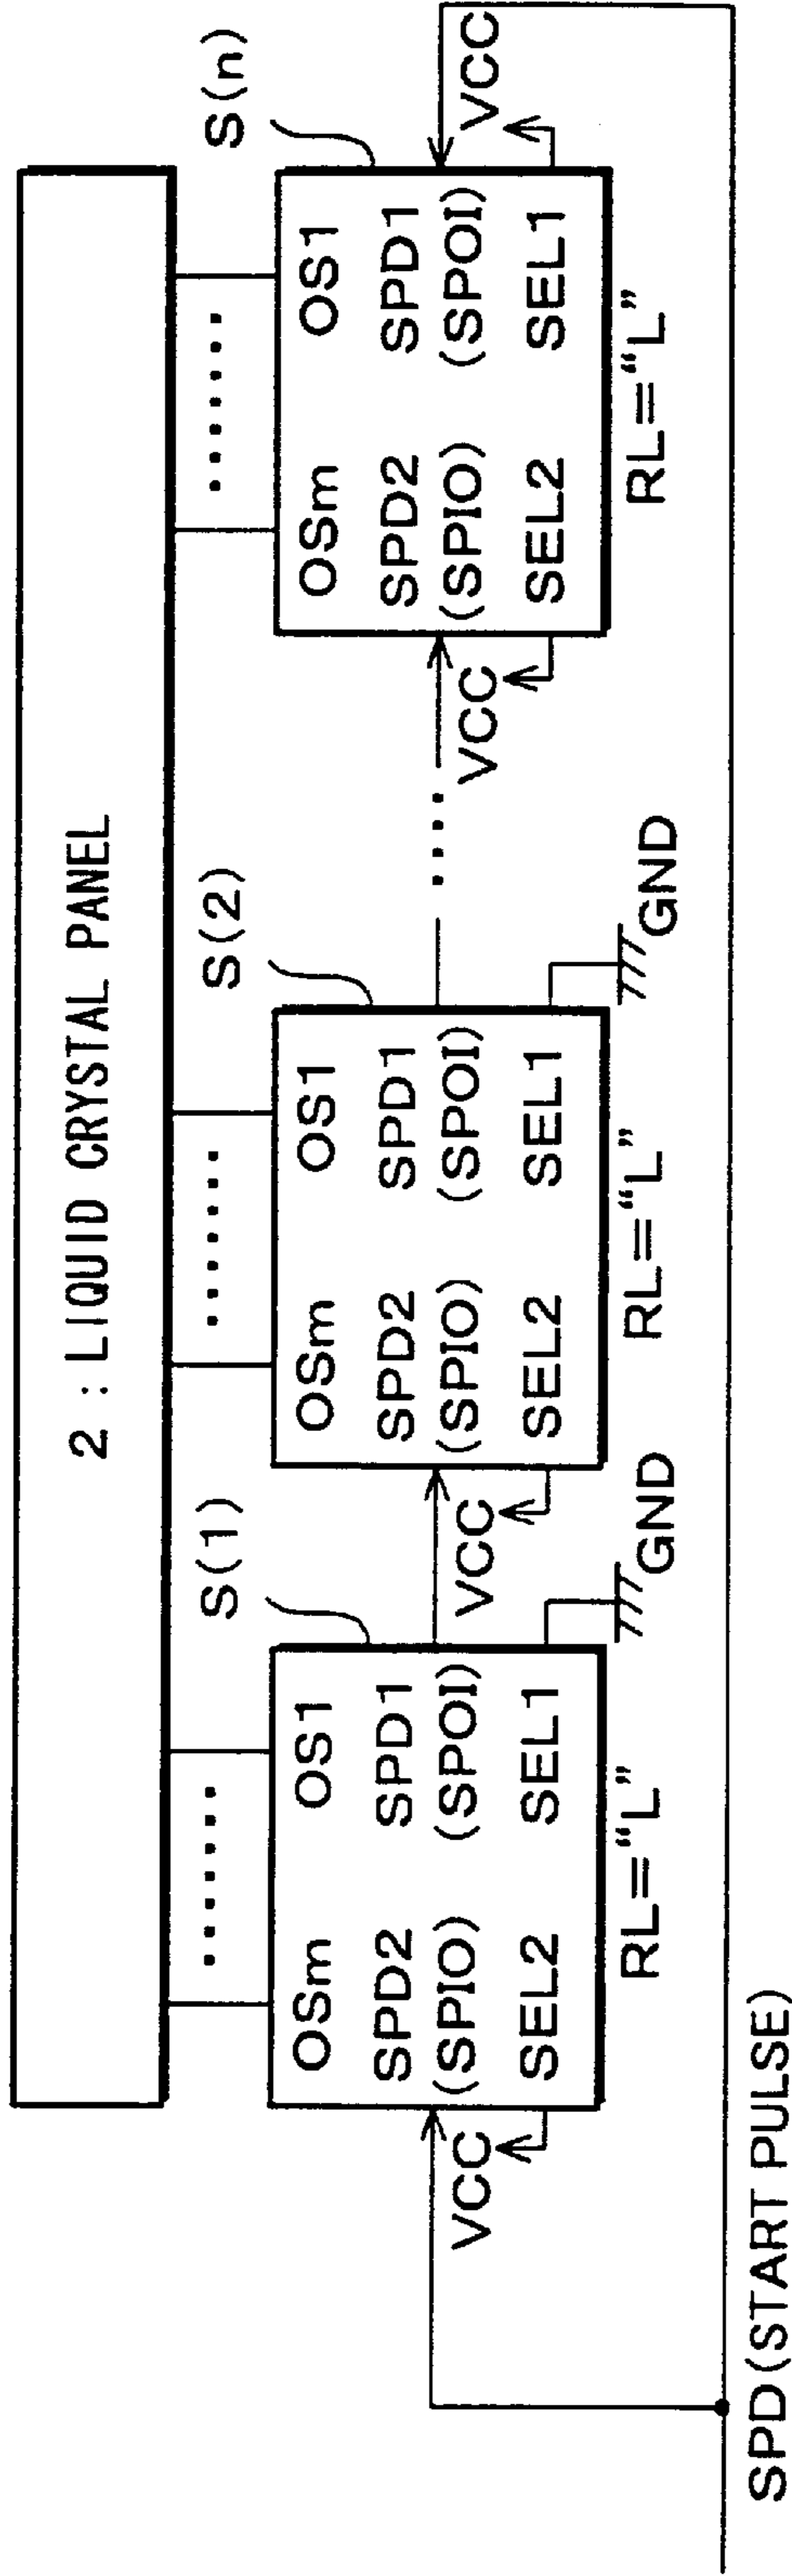 2 : LIQUID CRYSTAL PANEL
S(1)
S(2)
S(n)
OSm OS1
SPD2 SPD1
(SPIO) (SPOI)
SEL2 SEL1
VCC
GND
RL=“L”
OSm OS1
SPD2 SPD1
(SPIO) (SPOI)
SEL2 SEL1
VCC
GND
RL=“L”
OSm OS1
SPD2 SPD1
(SPIO) (SPOI)
SEL2 SEL1
VCC
VCC
RL=“L”
SPD(START PULSE)